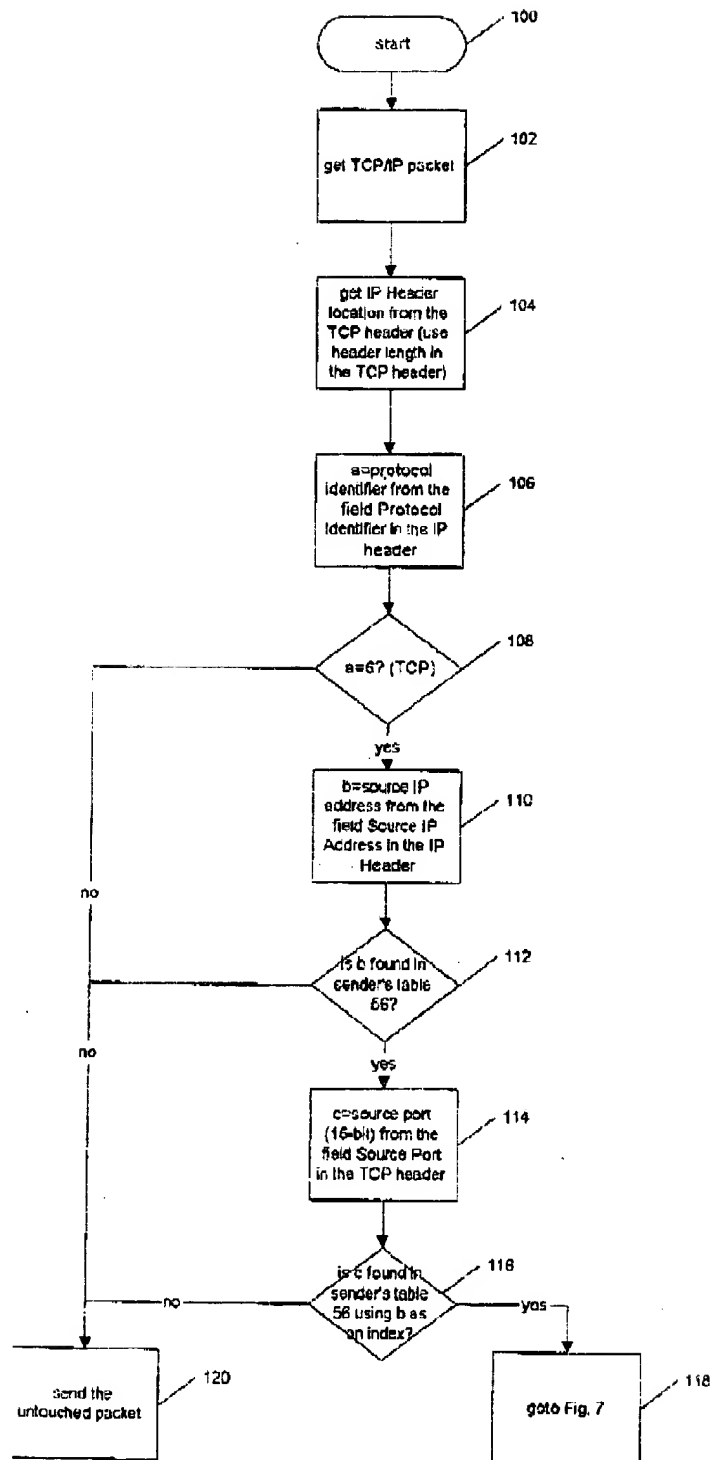 100
start
102
get TCP/IP packet
get IP Header
location from the
TCP header (use
header length in
the TCP header)
104
a=protocol
identifier from the
field Protocol
Identifier in the IP
header
106
108
a=6? (TCP)
yes
b=source IP
address from the
field Source IP
Address in the IP
Header
110
no
is b found in
sender's table
56?
112
no
yes
c=source port
(16-bit) from the
field Source Port
in the TCP header
114
is c found in
sender's table
56 using b as
an index?
116
no
yes
send the
untouched packet
120
goto Fig. 7
118